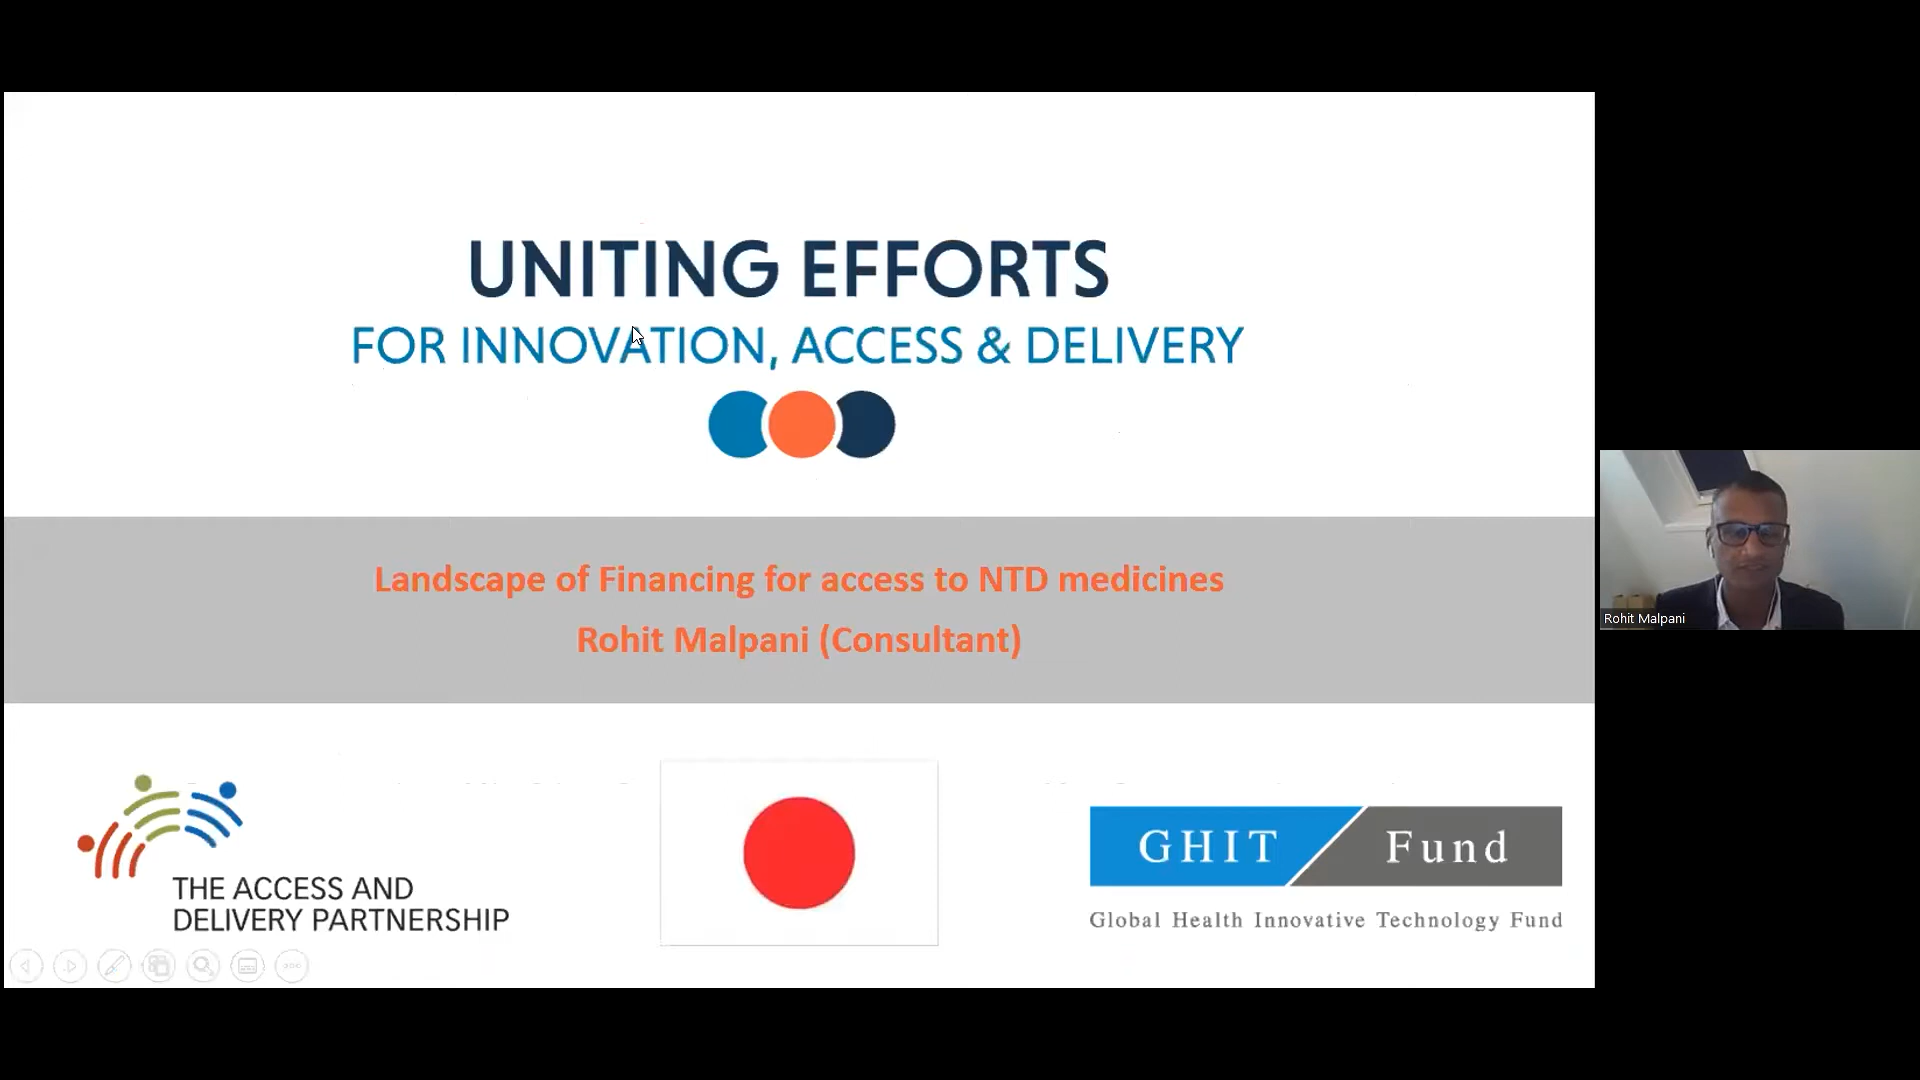 UNITING EFFORTS
FOR INNOVATION, ACCESS & DELIVERY
Landscape of Financing for access to NTD medicines
Rohit Malpani (Consultant)
Rohit Malpani
THE ACCESS AND
DELIVERY PARTNERSHIP
GHIT Fund
Global Health Innovative Technology Fund